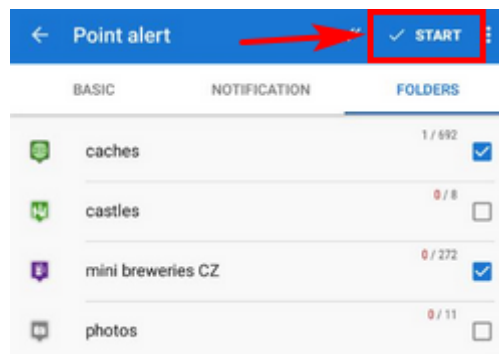 Point alert
START
BASIC NOTIFICATION FOLDERS
1 / 692
caches
0 / 8
castles
0 / 272
mini breweries CZ
0 / 11
photos